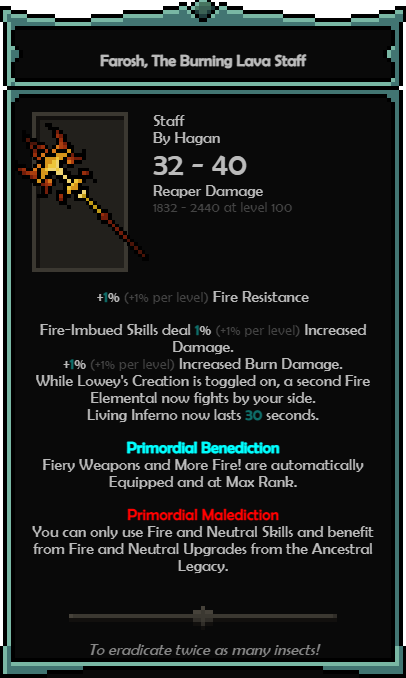 Farosh, The Burning Lava Staff
Staff
By Hagan
32 - 40
Reaper Damage
1832 - 2440 at level 100
+1% (+1% per level) Fire Resistance
Fire-Imbued Skills deal 1% (+1% per level) Increased
Damage.
+1% (+1% per level) Increased Burn Damage.
While Lowey's Creation is toggled on, a second Fire
Elemental now fights by your side.
Living Inferno now lasts 30 seconds.
Primordial Benediction
Fiery Weapons and More Fire! are automatically
Equipped and at Max Rank.
Primordial Malediction
You can only use Fire and Neutral Skills and benefit
from Fire and Neutral Upgrades from the Ancestral
Legacy.
To eradicate twice as many insects!